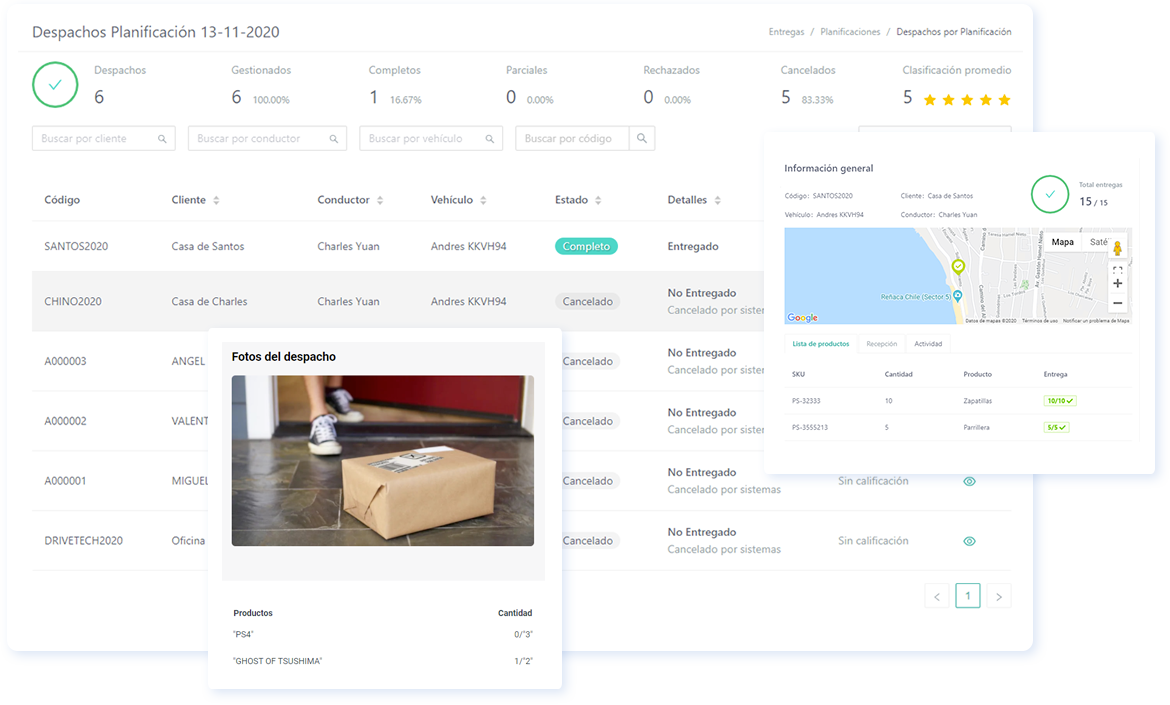 Despachos Planificación 13-11-2020
Entregas / Planificaciones / Despachos por Planificación
Despachos Gestionados Completos Parciales Rechazados Cancelados Clasificación promedio
6 6 100.00% 1 16.67% 0 0.00% 0 0.00% 5 83.33% 5
Buscar por cliente Buscar por conductor Buscar por vehículo Buscar por código
Código Cliente Conductor Vehículo Estado Detalles
SANTOS2020 Casa de Santos Charles Yuan Andres KKVH94 Completo Entregado
CHINO2020 Casa de Charles Charles Yuan Andres KKVH94 Cancelado No Entregado
Cancelado por sister
A000003 ANGEL Cancelado No Entregado
Cancelado por sister
A000002 VALENT Cancelado No Entregado
Cancelado por sister
A000001 MIGUEL Cancelado No Entregado
Cancelado por sistemas Sin calificación
DRIVETECH2020 Oficina Cancelado No Entregado
Cancelado por sistemas Sin calificación
< 1 >
Información general
Código: SANTOS2020 Cliente: Casa de Santos
Vehículo: Andres KKVH94 Conductor: Charles Yuan
Total entregas
15 / 15
Mapa Saté
Reñaca Chile (Sector 5)
Google
Datos de mapas ©2020 Términos de uso Notificar un problema de Maps
Lista de productos Recepción Actividad
SKU Cantidad Producto Entrega
PS-32333 10 Zapatillas 10/10
PS-3555213 5 Parrillera 5/5
Fotos del despacho
Productos Cantidad
"PS4" 0/"3"
"GHOST OF TSUSHIMA" 1/"2"